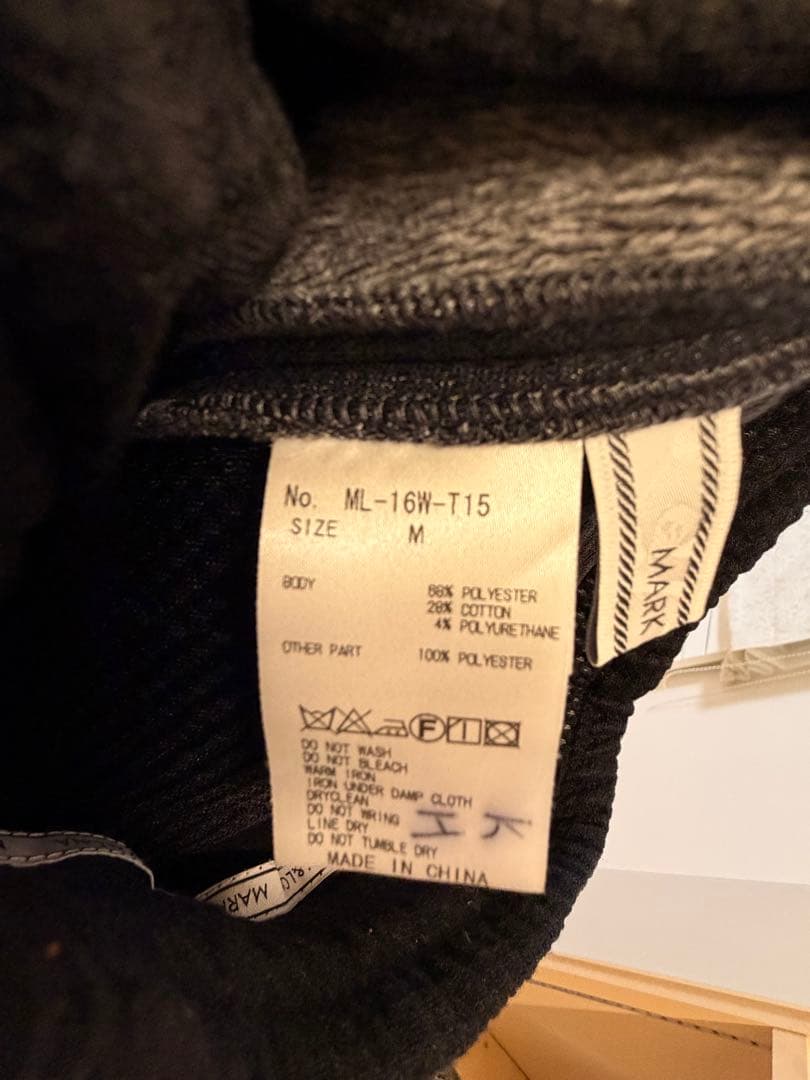 No. ML-16W-T15
SIZE M
BODY 68% POLYESTER
28% COTTON
4% POLYURETHANE
OTHER PART 100% POLYESTER
F
DO NOT WASH
DO NOT BLEACH
WARM IRON
IRON UNDER DAMP CLOTH
DRYCLEAN
DO NOT WRING
LINE DRY
DO NOT TUMBLE DRY
MADE IN CHINA
MARK